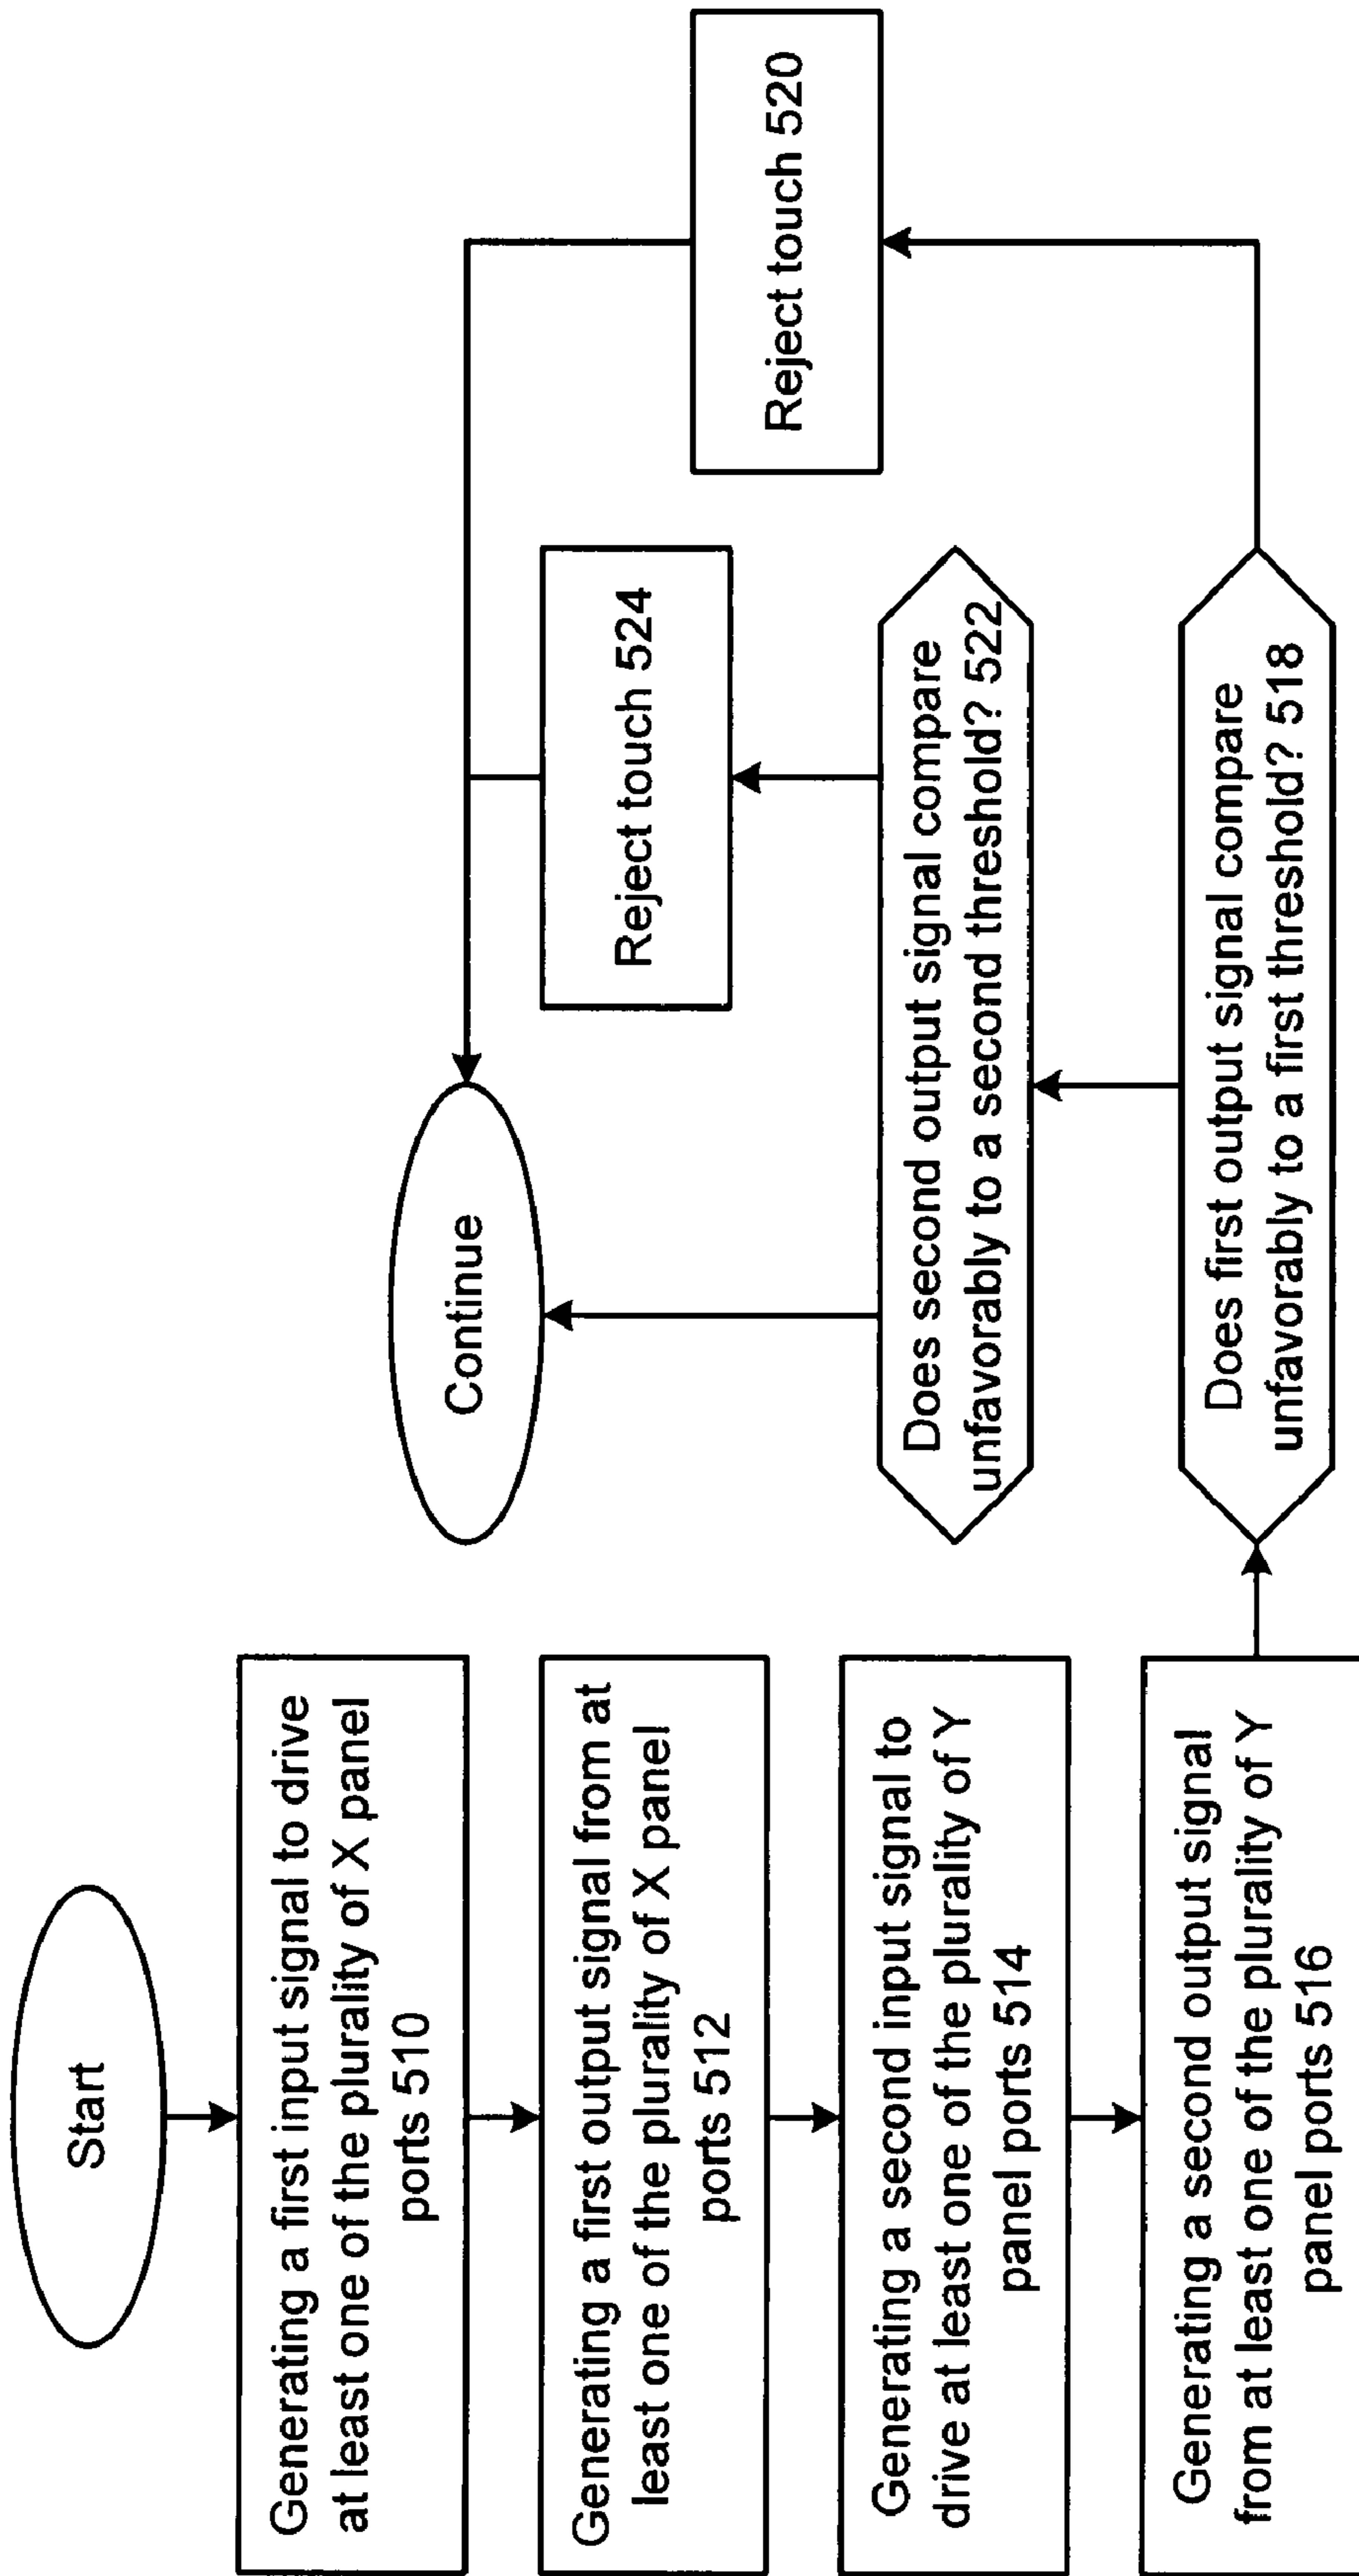 Start
Generating a first input signal to drive
at least one of the plurality of X panel
ports 510
Generating a first output signal from at
least one of the plurality of X panel
ports 512
Generating a second input signal to
drive at least one of the plurality of Y
panel ports 514
Generating a second output signal
from at least one of the plurality of Y
panel ports 516
Continue
Does second output signal compare
unfavorably to a second threshold? 522
Does first output signal compare
unfavorably to a first threshold? 518
Reject touch 524
Reject touch 520